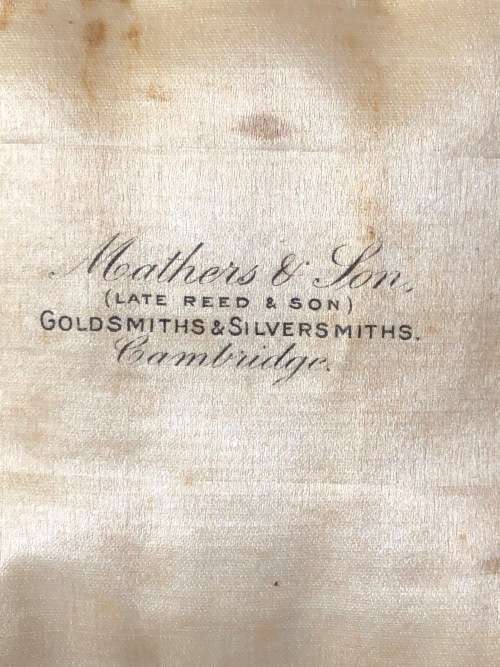 Mathers & Son,
(LATE REED & SON)
GOLDSMITHS & SILVERSMITHS.
Cambridge.